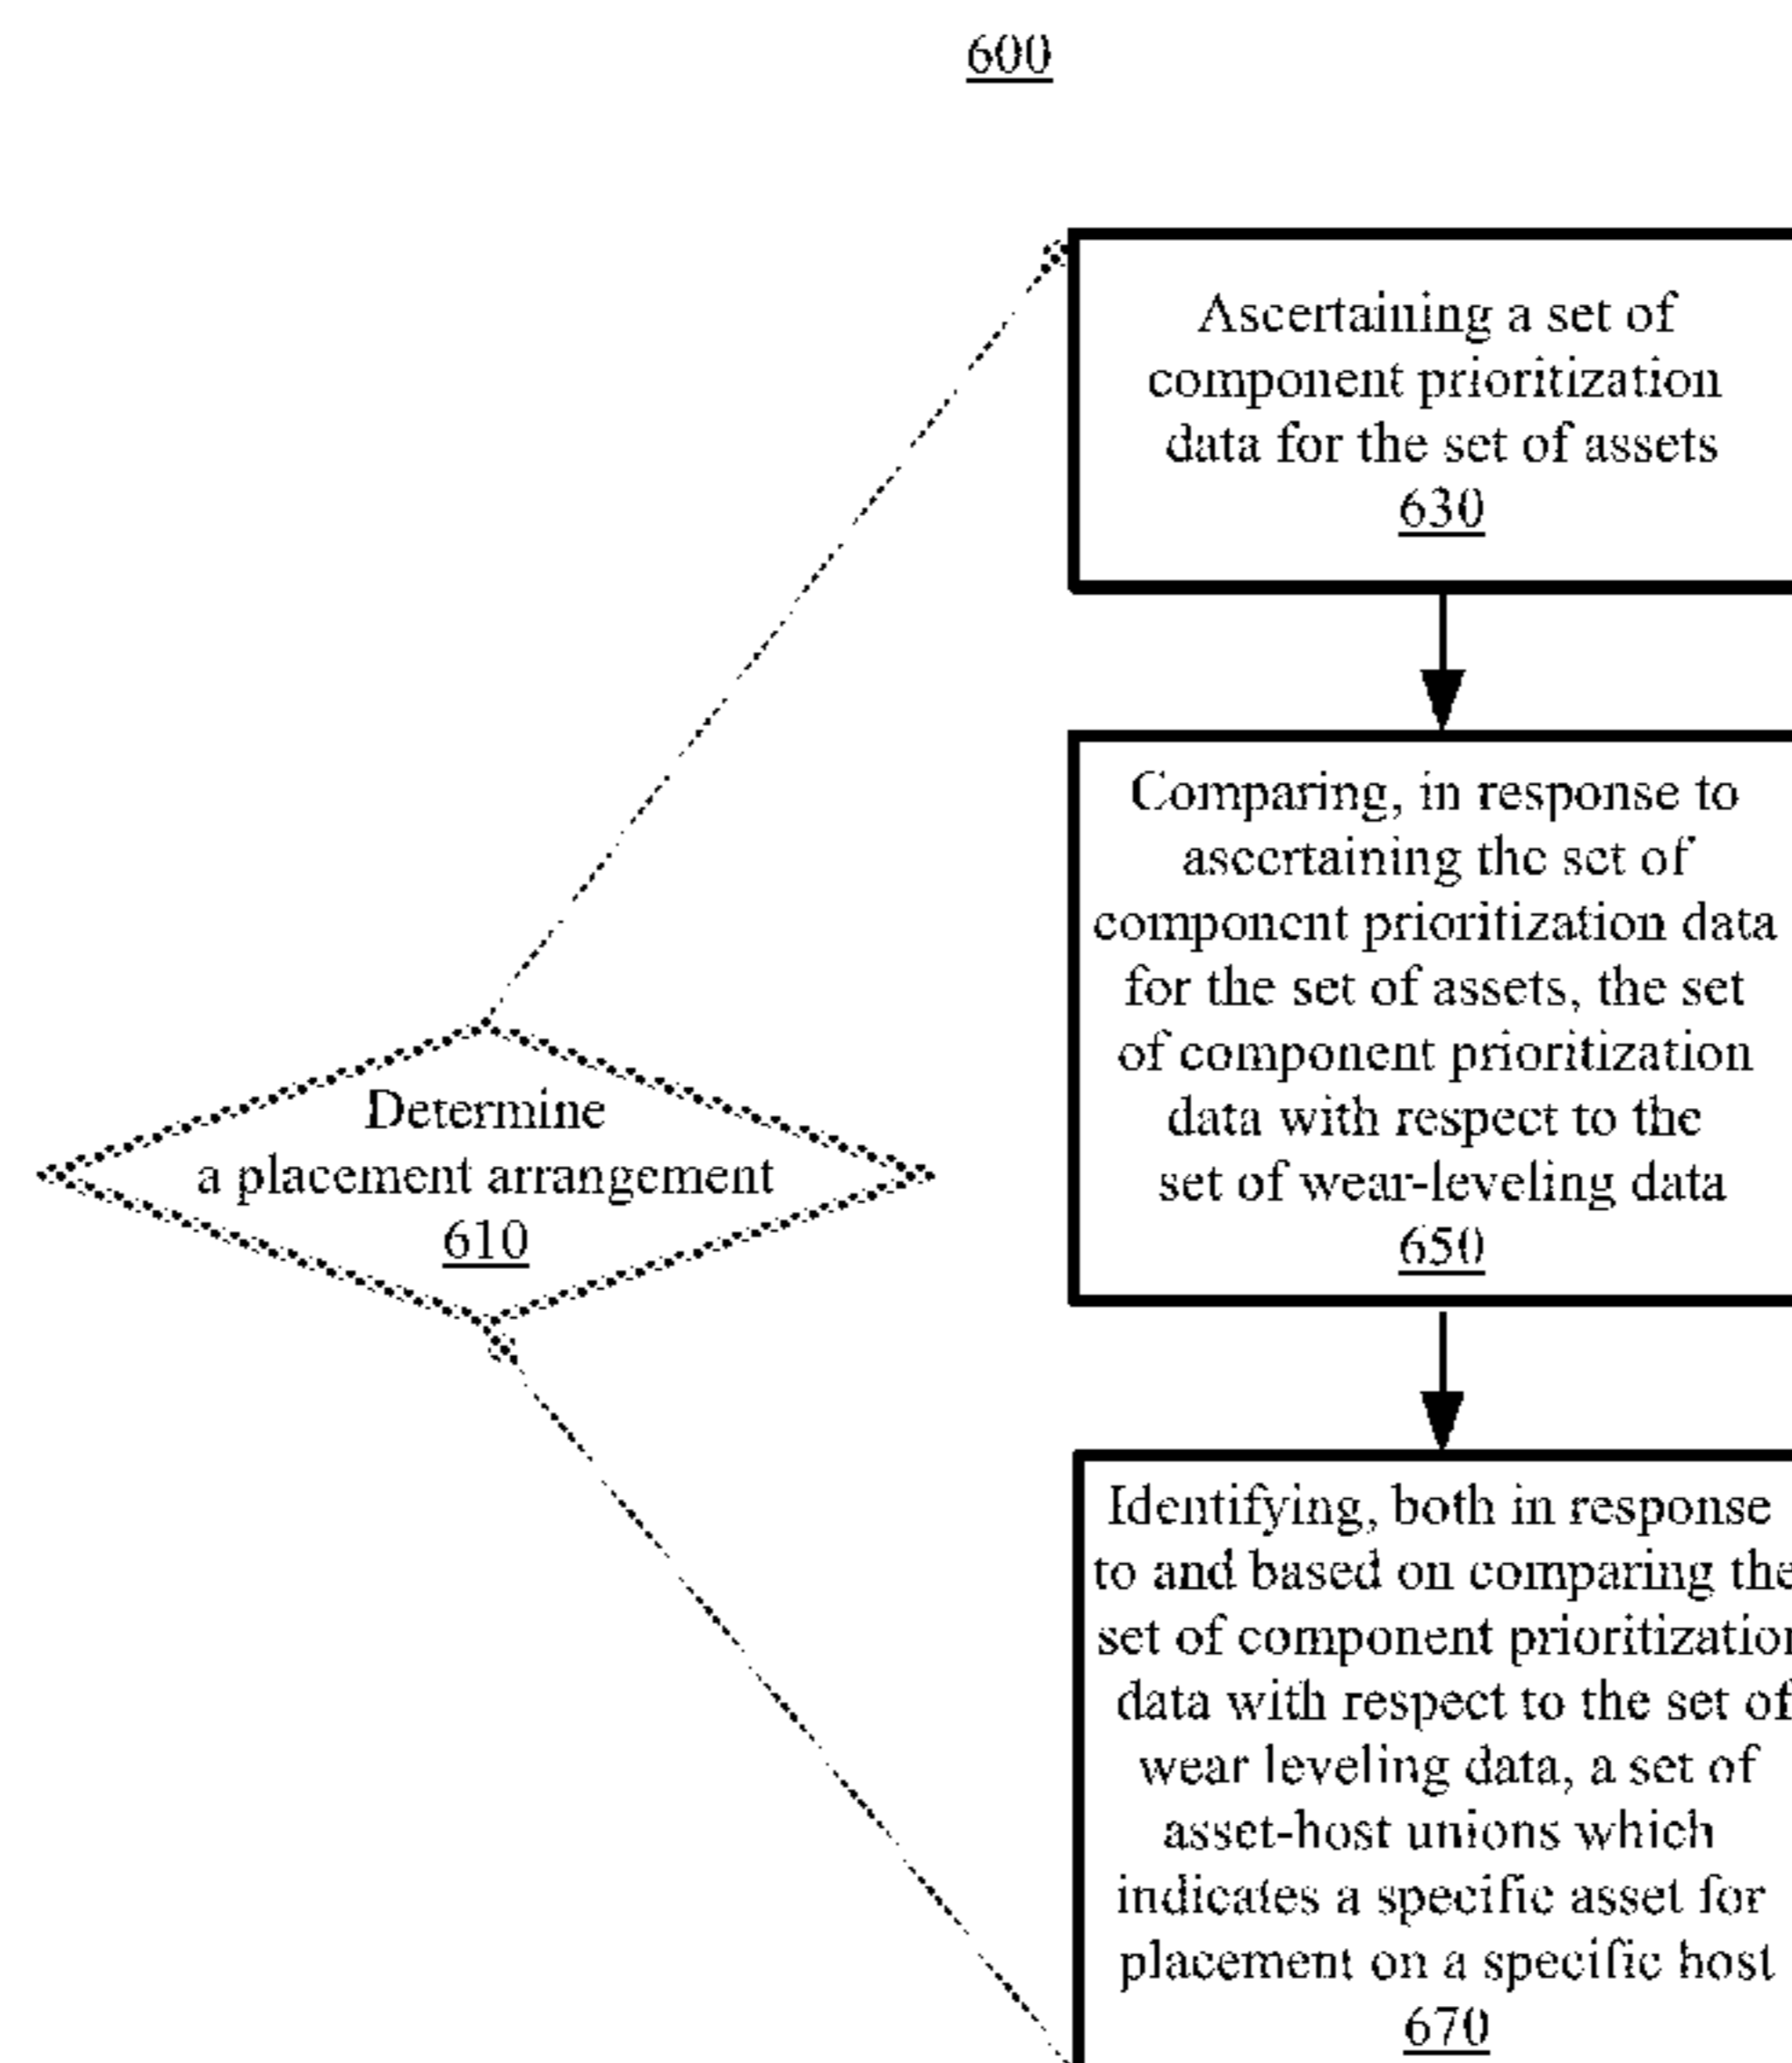 600
Ascertaining a set of
component prioritization
data for the set of assets
630
Comparing, in response to
ascertaining the set of
component prioritization data
for the set of assets, the set
of component prioritization
data with respect to the
set of wear-leveling data
650
Determine
a placement arrangement
610
Identifying, both in response
to and based on comparing the
set of component prioritization
data with respect to the set of
wear leveling data, a set of
asset-host unions which
indicates a specific asset for
placement on a specific host
670